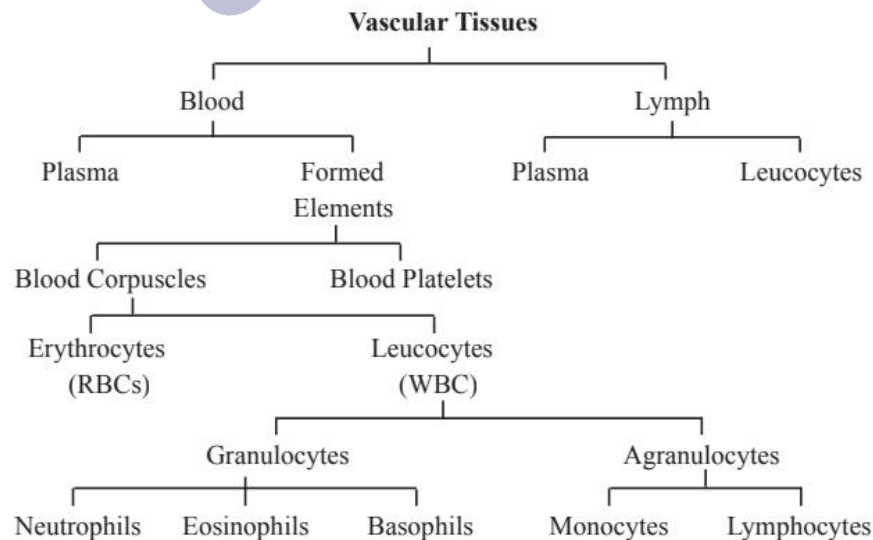 Vascular Tissues
Blood Lymph
Plasma Formed Plasma Leucocytes
Elements
Blood Corpuscles Blood Platelets
Erythrocytes Leucocytes
(RBCs) (WBC)
Granulocytes Agranulocytes
Neutrophils Eosinophils Basophils Monocytes Lymphocytes